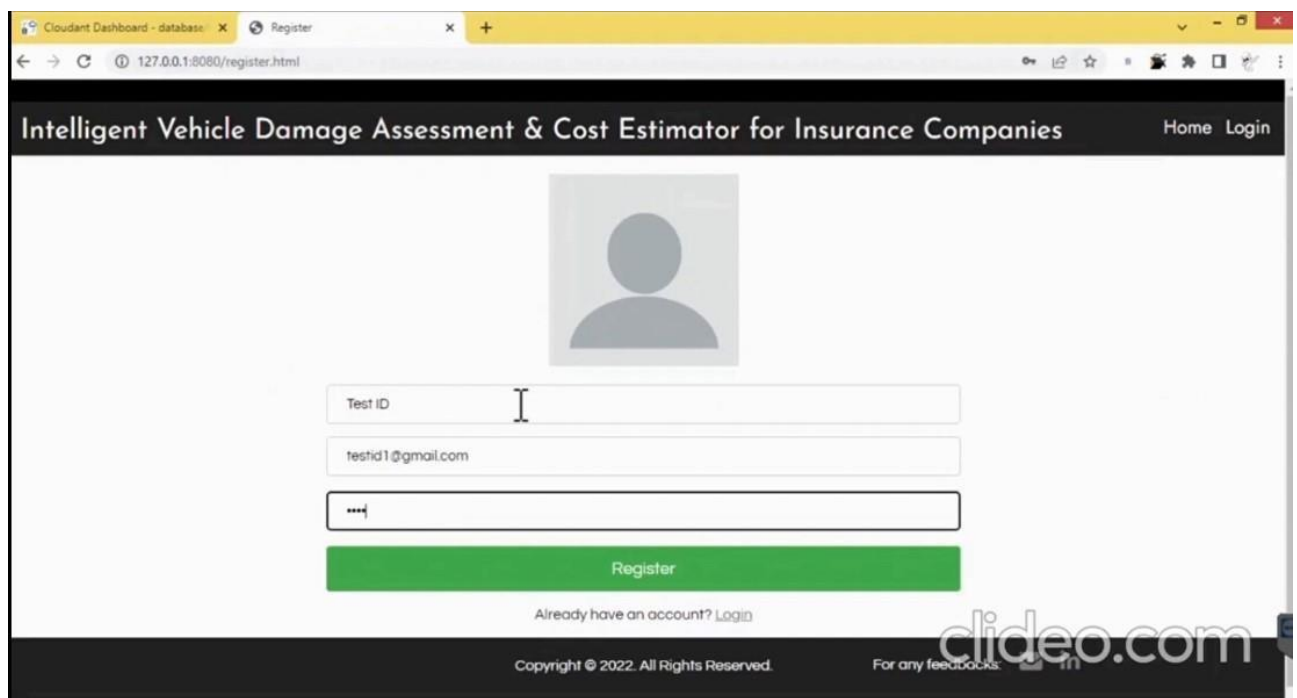 Cloudant Dashboard - database
Register
127.0.0.1:8080/register.html
Intelligent Vehicle Damage Assessment & Cost Estimator for Insurance Companies
Home Login
Test ID
testid1@gmail.com
••••
Register
Already have an account? Login
clideo.com
Copyright © 2022. All Rights Reserved.
For any feedbacks: in